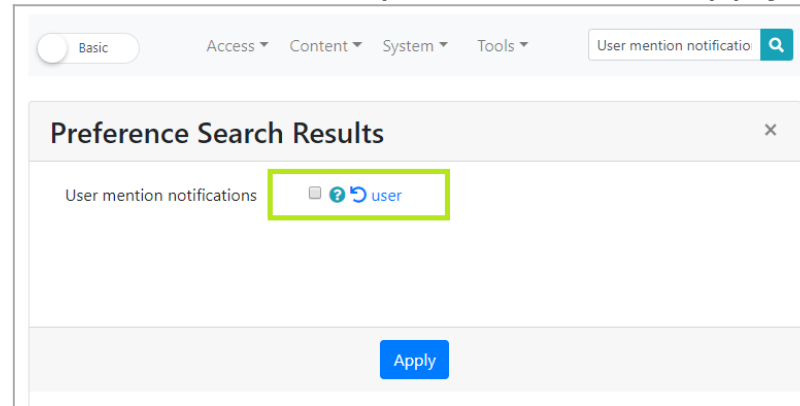 Basic Access Content System Tools User mention notificatio
Preference Search Results ×
User mention notifications ? user
Apply